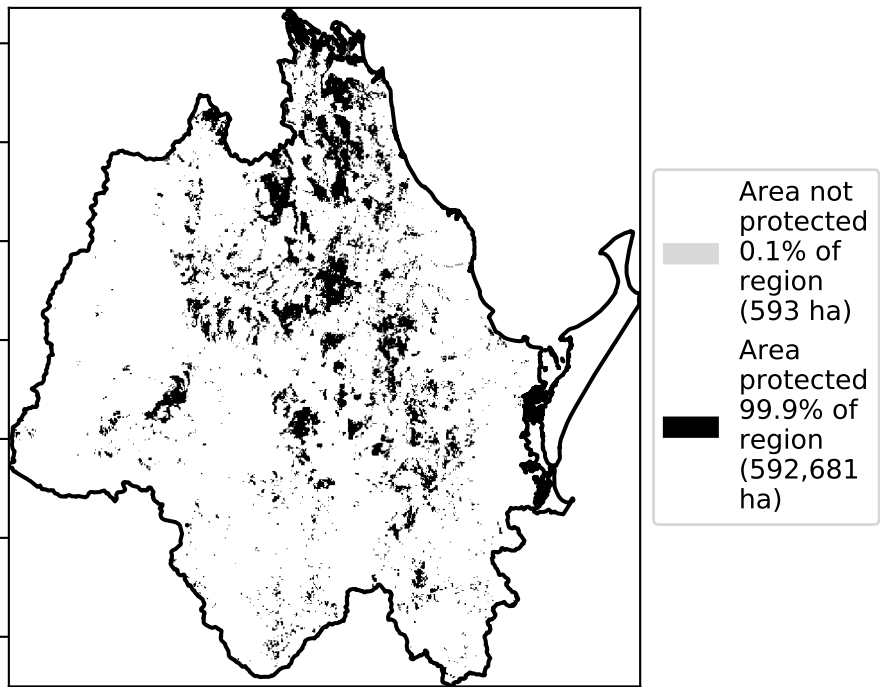 Area not
protected
0.1% of
region
(593 ha)
Area
protected
99.9% of
region
(592,681
ha)